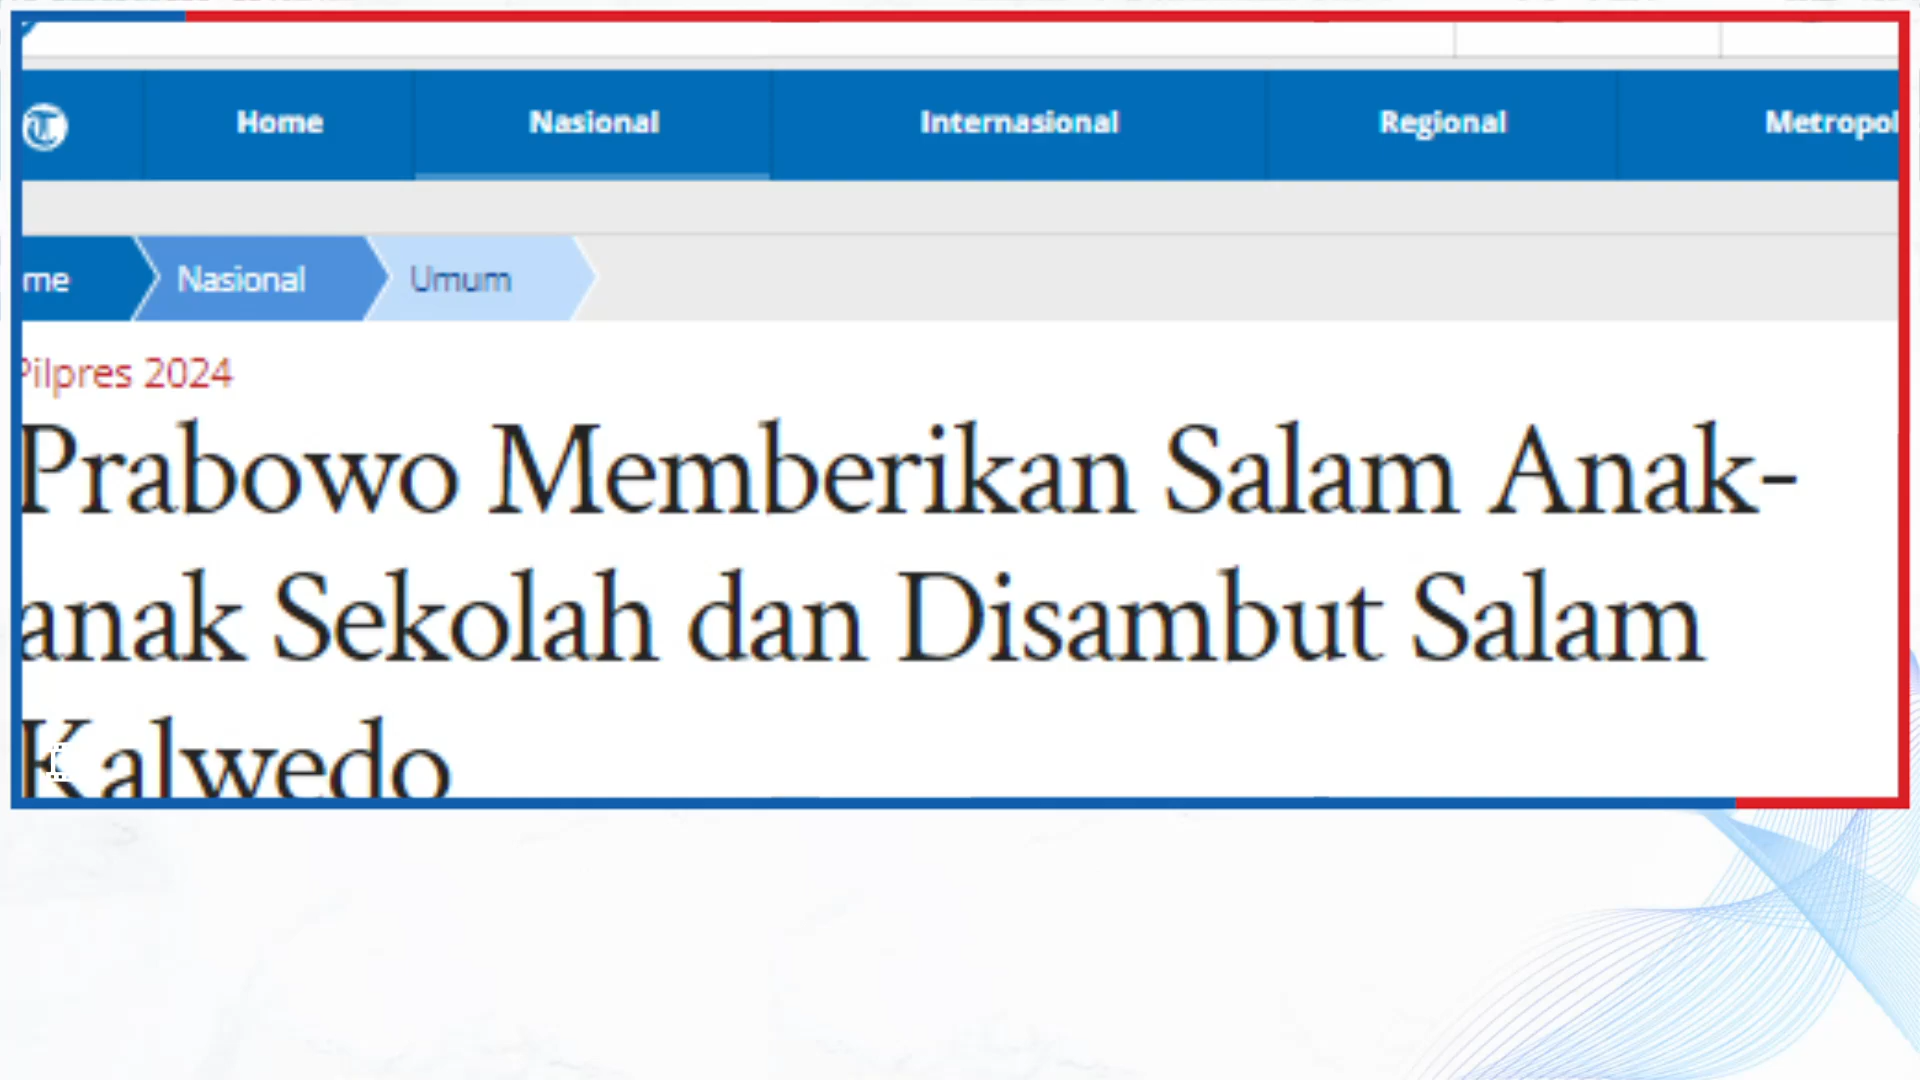 Home Nasional Internasional Regional Metropol
me Nasional Umum
Pilpres 2024
Prabowo Memberikan Salam Anak-
anak Sekolah dan Disambut Salam
Kalwedo